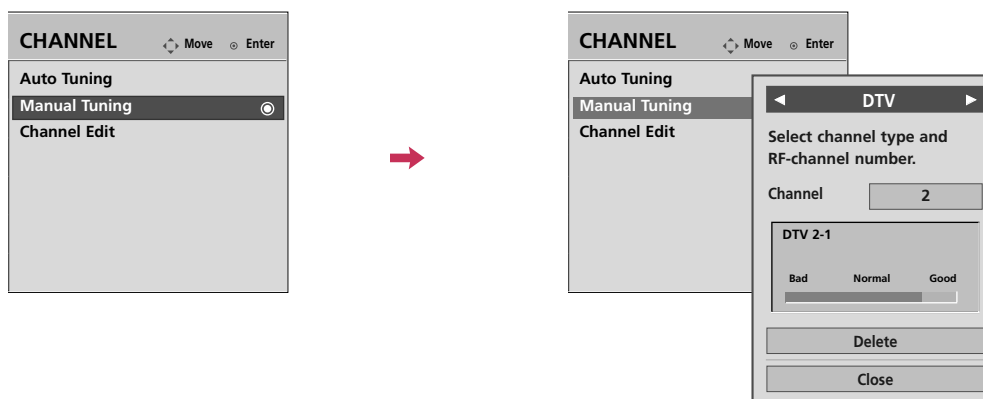 CHANNEL Move Enter
Auto Tuning
Manual Tuning
Channel Edit
CHANNEL Move Enter
Auto Tuning
Manual Tuning
Channel Edit
DTV
Select channel type and
RF-channel number.
Channel 2
DTV 2-1
Bad Normal Good
Delete
Close